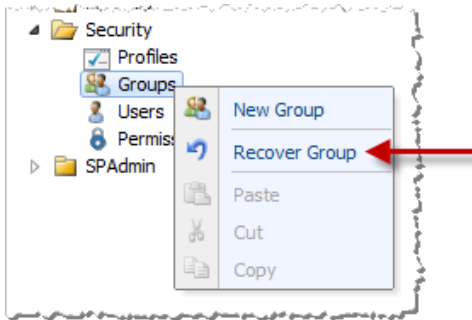 Security
Profiles
Groups
New Group
Users
Permiss
Recover Group
SPAdmin
Paste
Cut
Copy